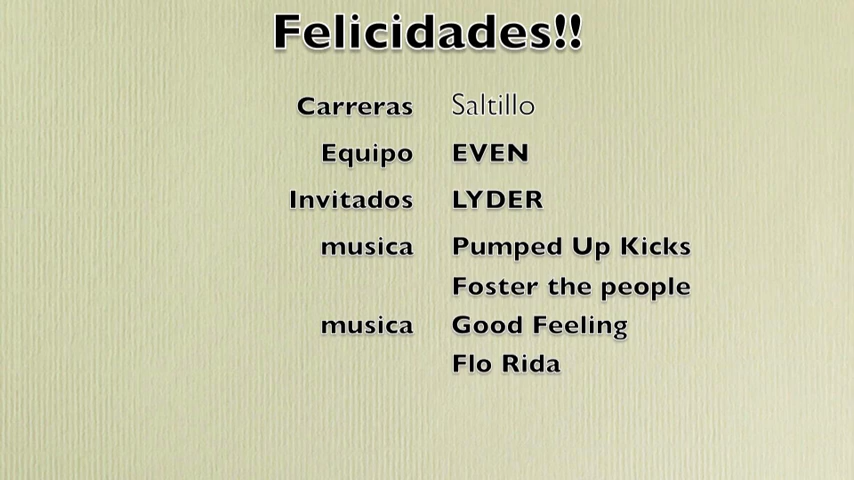 Felicidades!!
Carreras Saltillo
Equipo EVEN
Invitados LYDER
musica Pumped Up Kicks
Foster the people
musica Good Feeling
Flo Rida